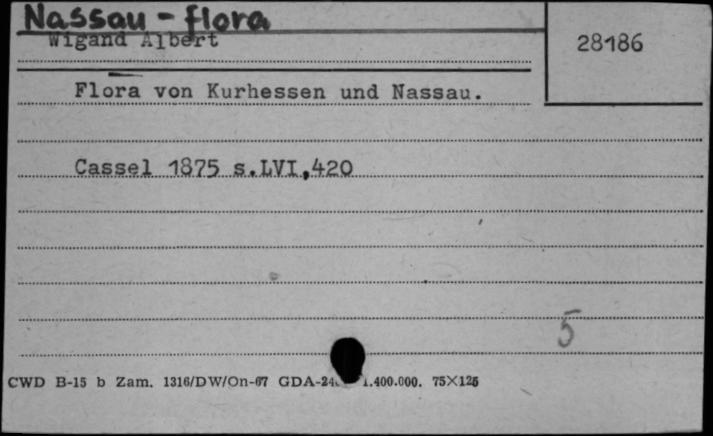 Nassau - flora
Wigand Albert
28186
Flora von Kurhessen und Nassau.
Cassel 1875 s.LVI,420
5
CWD B-15 b Zam. 1316/DW/On-67 GDA-24 1.400.000. 75X125